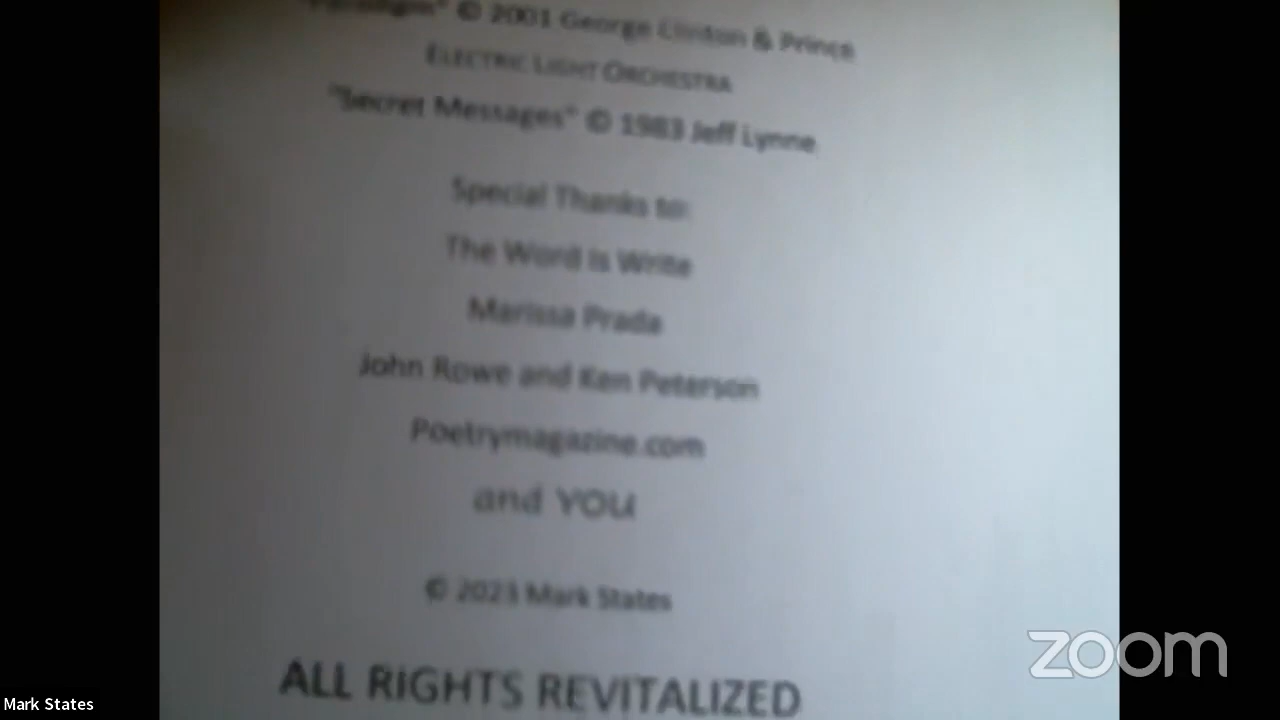 "Paradigm" © 2001 George Clinton & Prince
ELECTRIC LIGHT ORCHESTRA
"Secret Messages" © 1983 Jeff Lynne
Special Thanks to:
The Word Is Write
Marissa Prada
John Rowe and Ken Peterson
Poetrymagazine.com
and YOU
© 2023 Mark States
ALL RIGHTS REVITALIZED
zoom
Mark States